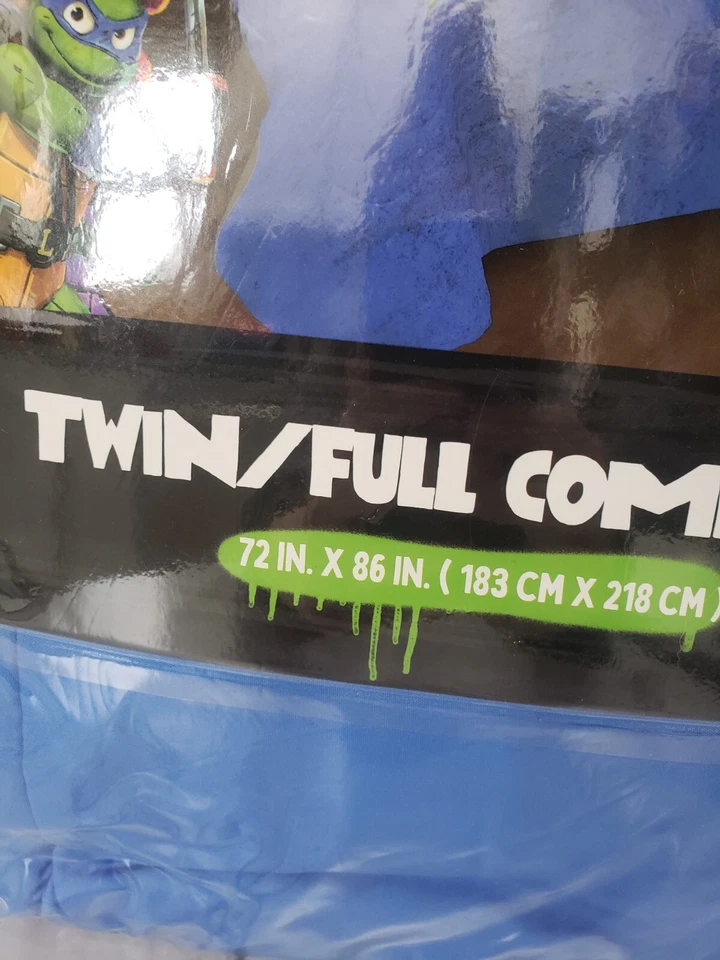 L
TWIN/FULL COM
72 IN. X 86 IN. ( 183 CM X 218 CM )